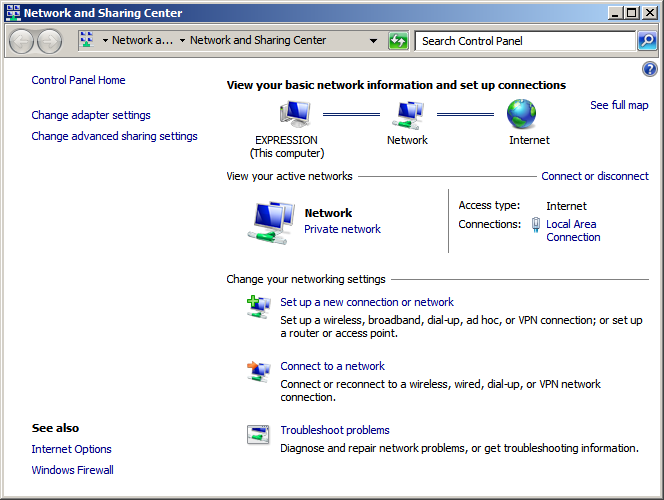 Network and Sharing Center
Network a... Network and Sharing Center
Search Control Panel
Control Panel Home
Change adapter settings
Change advanced sharing settings
View your basic network information and set up connections
See full map
EXPRESSION
(This computer)
Network
Internet
View your active networks
Connect or disconnect
Network
Private network
Access type: Internet
Connections: Local Area
Connection
Change your networking settings
Set up a new connection or network
Set up a wireless, broadband, dial-up, ad hoc, or VPN connection; or set up
a router or access point.
Connect to a network
Connect or reconnect to a wireless, wired, dial-up, or VPN network
connection.
Troubleshoot problems
Diagnose and repair network problems, or get troubleshooting information.
See also
Internet Options
Windows Firewall